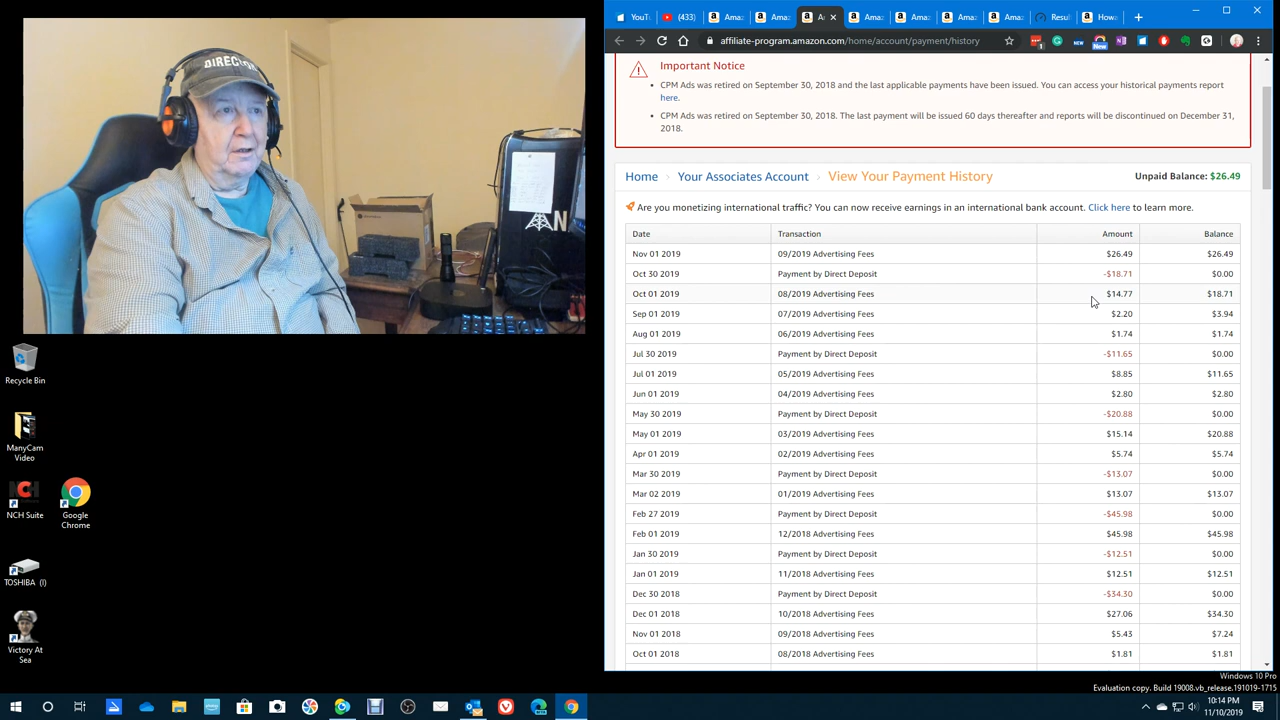 YouT
(433)
Amaz
Amaz
A
Amaz
Amaz
Amaz
Amaz
Resul
How
affiliate-program.amazon.com/home/account/payment/history
DIRECTOR
Important Notice
CPM Ads was retired on September 30, 2018 and the last applicable payments have been issued. You can access your historical payments report
here.
CPM Ads was retired on September 30, 2018. The last payment will be issued 60 days thereafter and reports will be discontinued on December 31,
2018.
Home › Your Associates Account › View Your Payment History Unpaid Balance: $26.49
Are you monetizing international traffic? You can now receive earnings in an international bank account. Click here to learn more.
Date Transaction Amount Balance
Nov 01 2019 09/2019 Advertising Fees $26.49 $26.49
Oct 30 2019 Payment by Direct Deposit -$18.71 $0.00
Oct 01 2019 08/2019 Advertising Fees $14.77 $18.71
Sep 01 2019 07/2019 Advertising Fees $2.20 $3.94
Aug 01 2019 06/2019 Advertising Fees $1.74 $1.74
Jul 30 2019 Payment by Direct Deposit -$11.65 $0.00
Jul 01 2019 05/2019 Advertising Fees $8.85 $11.65
Jun 01 2019 04/2019 Advertising Fees $2.80 $2.80
May 30 2019 Payment by Direct Deposit -$20.88 $0.00
May 01 2019 03/2019 Advertising Fees $15.14 $20.88
Apr 01 2019 02/2019 Advertising Fees $5.74 $5.74
Mar 30 2019 Payment by Direct Deposit -$13.07 $0.00
Mar 02 2019 01/2019 Advertising Fees $13.07 $13.07
Feb 27 2019 Payment by Direct Deposit -$45.98 $0.00
Feb 01 2019 12/2018 Advertising Fees $45.98 $45.98
Jan 30 2019 Payment by Direct Deposit -$12.51 $0.00
Jan 01 2019 11/2018 Advertising Fees $12.51 $12.51
Dec 30 2018 Payment by Direct Deposit -$34.30 $0.00
Dec 01 2018 10/2018 Advertising Fees $27.06 $34.30
Nov 01 2018 09/2018 Advertising Fees $5.43 $7.24
Oct 01 2018 08/2018 Advertising Fees $1.81 $1.81
Recycle Bin
ManyCam
Video
NCH Suite
Google
Chrome
TOSHIBA (I)
Victory At
Sea
Windows 10 Pro
Evaluation copy. Build 19008.vb_release.191019-1715
10:14 PM
11/10/2019